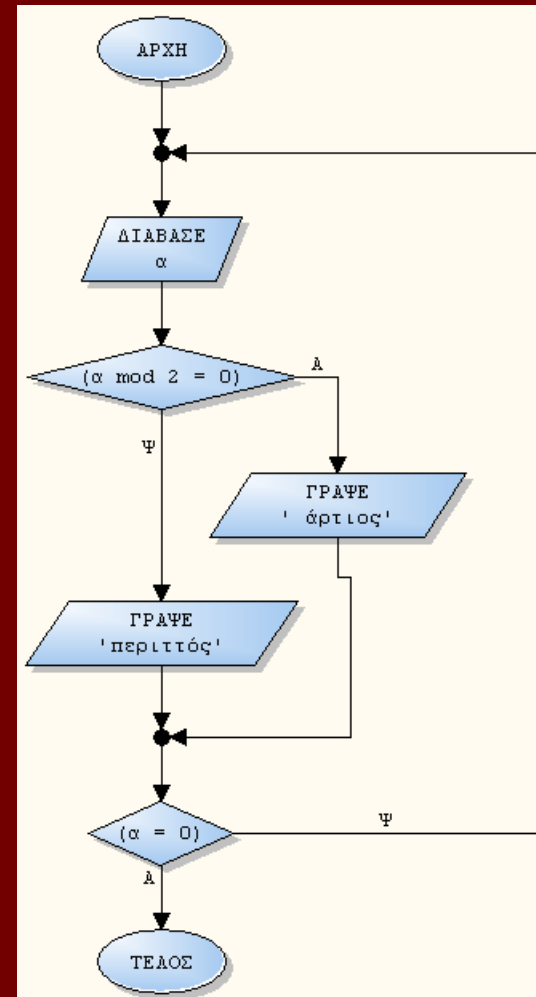 ΑΡΧΗ
ΔΙΑΒΑΣΕ
α
(α mod 2 = 0)
Α
Ψ
ΓΡΑΨΕ
' άρτιος'
ΓΡΑΨΕ
'περιττός'
(α = 0)
Ψ
Α
ΤΕΛΟΣ